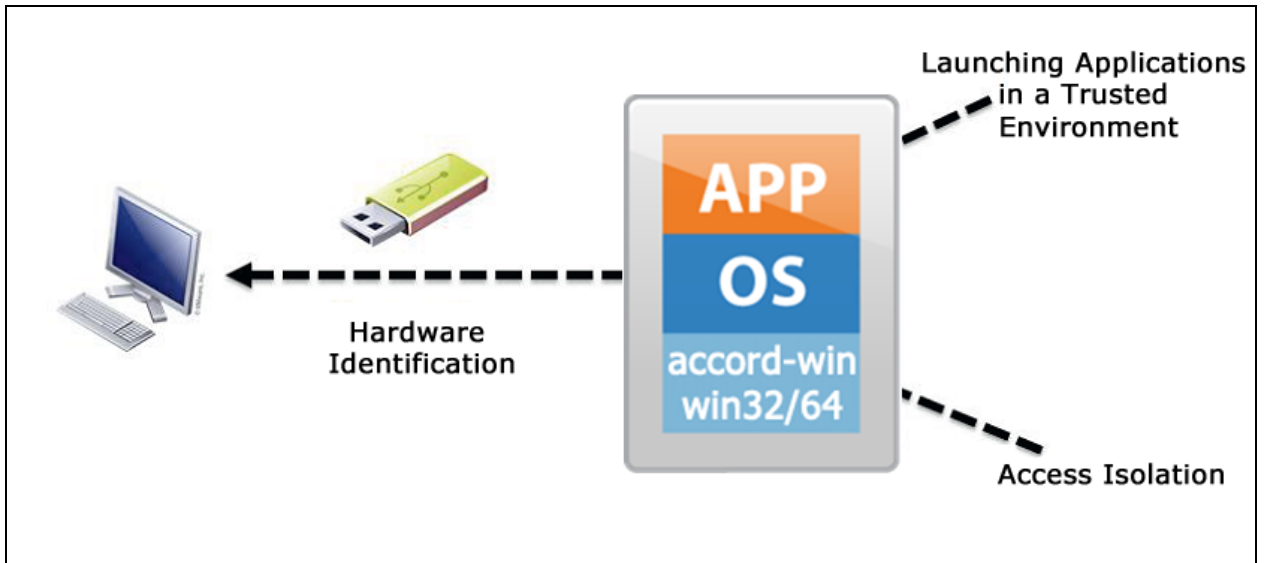 Launching Applications
in a Trusted
Environment
APP
OS
accord-win
win32/64
Hardware
Identification
Access Isolation